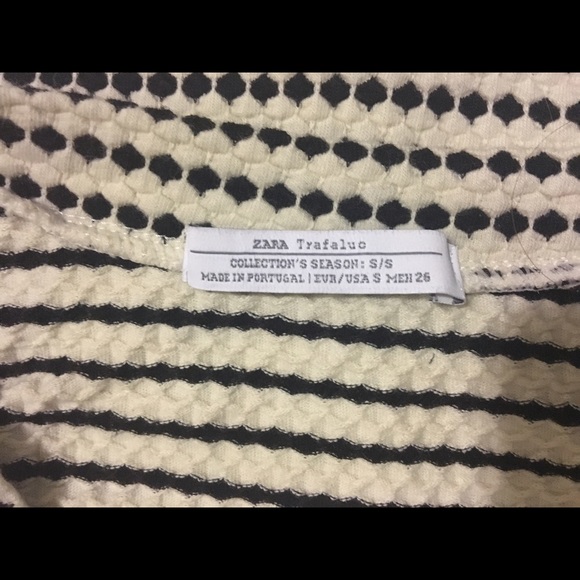 ZARA Trafaluc
COLLECTION'S SEASON: S/S
MADE IN PORTUGAL | EUR/USA S MEX 26